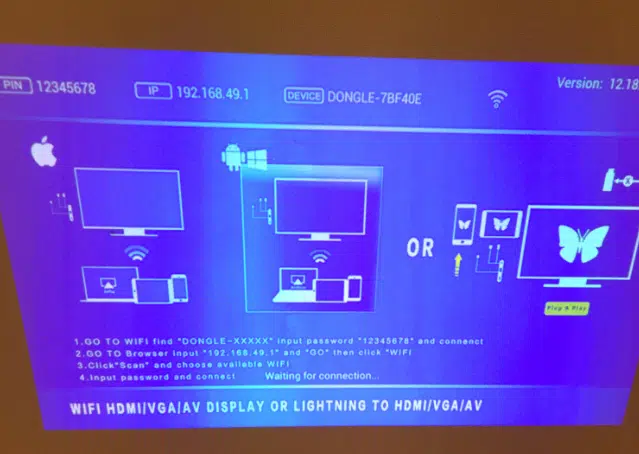 PIN 12345678 IP 192.168.49.1 DEVICE DONGLE-7BF40E Version: 12.18
OR
Plug & Play
1.GO TO WIFI find "DONGLE-XXXXX" input password "12345678" and connenct
2.GO TO Browser input "192.168.49.1" and "GO" then click "WIFI
3.Click"Scan" and choose available WIFI
4.Input password and connect Waiting for connection...
WIFI HDMI/VGA/AV DISPLAY OR LIGHTNING TO HDMI/VGA/AV